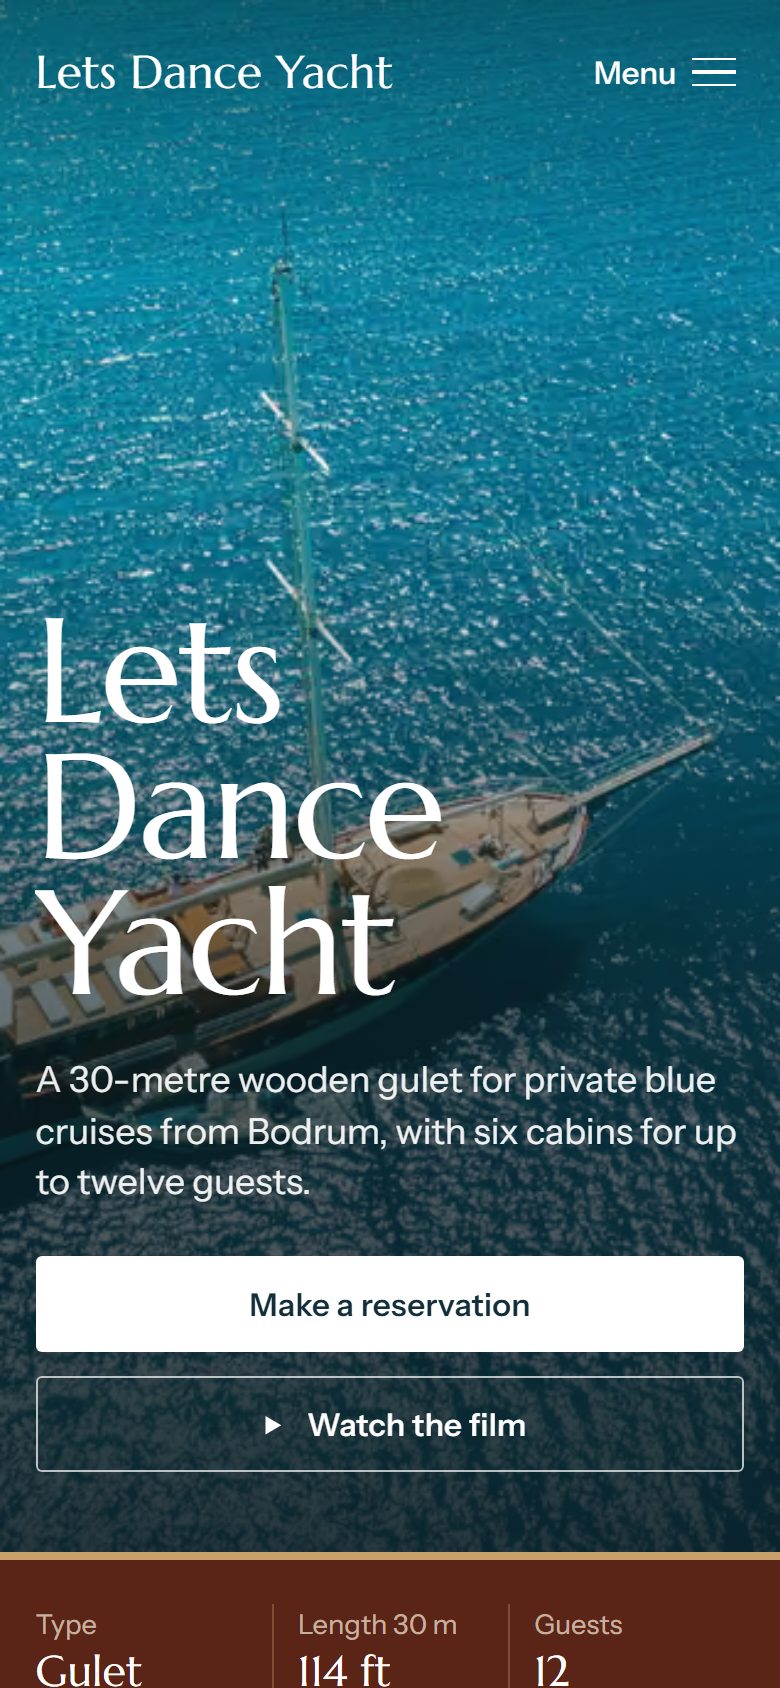 Lets Dance Yacht
Menu
Lets
Dance
Yacht
A 30-metre wooden gulet for private blue
cruises from Bodrum, with six cabins for up
to twelve guests.
Make a reservation
Watch the film
Type
Length 30 m
Guests
Gulet
114 ft
12